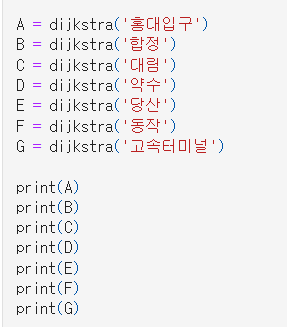 A = dijkstra('홍대입구')
B = dijkstra('합정')
C = dijkstra('대림')
D = dijkstra('약수')
E = dijkstra('당산')
F = dijkstra('동작')
G = dijkstra('고속터미널')
print(A)
print(B)
print(C)
print(D)
print(E)
print(F)
print(G)